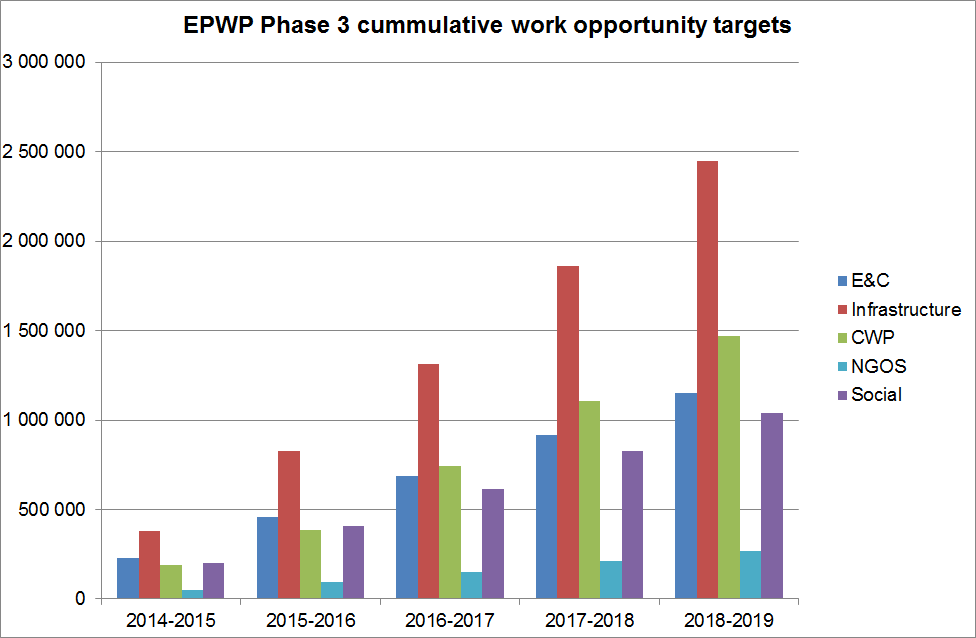 EPWP Phase 3 cummulative work opportunity targets
3 000 000
2 500 000
2 000 000
1 500 000
1 000 000
500 000
0
2014-2015
2015-2016
2016-2017
2017-2018
2018-2019
E&C
Infrastructure
CWP
NGOS
Social